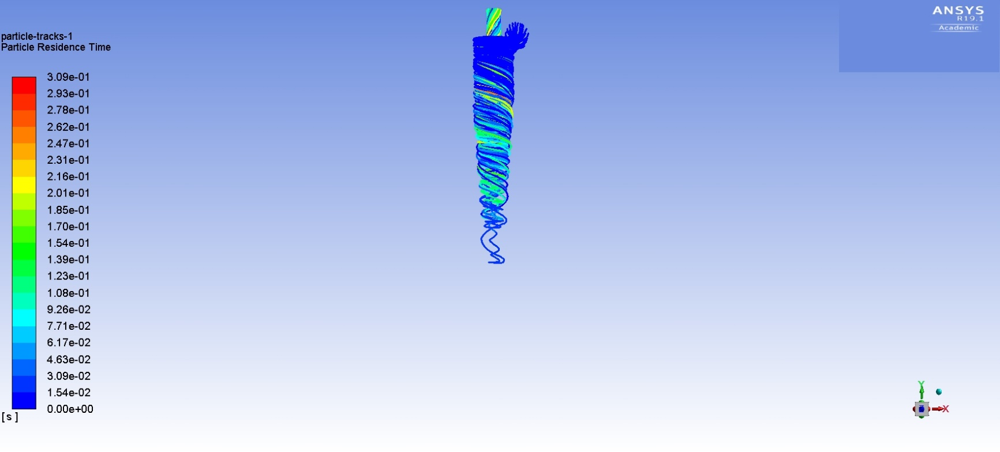 ANSYS
R19.1
Academic
particle-tracks-1
Particle Residence Time
3.09e-01
2.93e-01
2.78e-01
2.62e-01
2.47e-01
2.31e-01
2.16e-01
2.01e-01
1.85e-01
1.70e-01
1.54e-01
1.39e-01
1.23e-01
1.08e-01
9.26e-02
7.71e-02
6.17e-02
4.63e-02
3.09e-02
1.54e-02
0.00e+00
[s]
Y
X